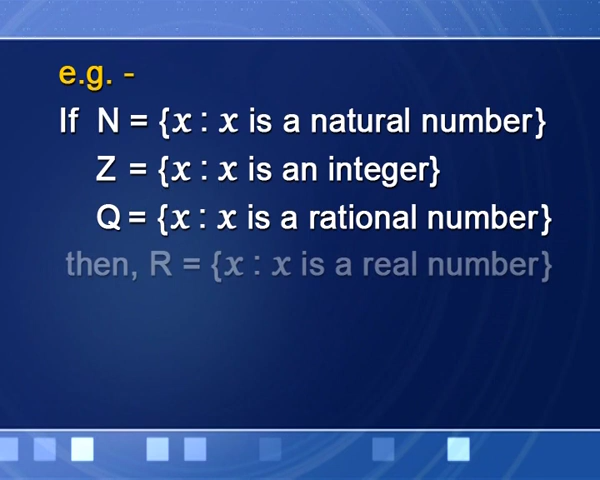 e.g. -
If N = {x : x is a natural number}
Z = {x : x is an integer}
Q = {x : x is a rational number}
then, R = {x : x is a real number}